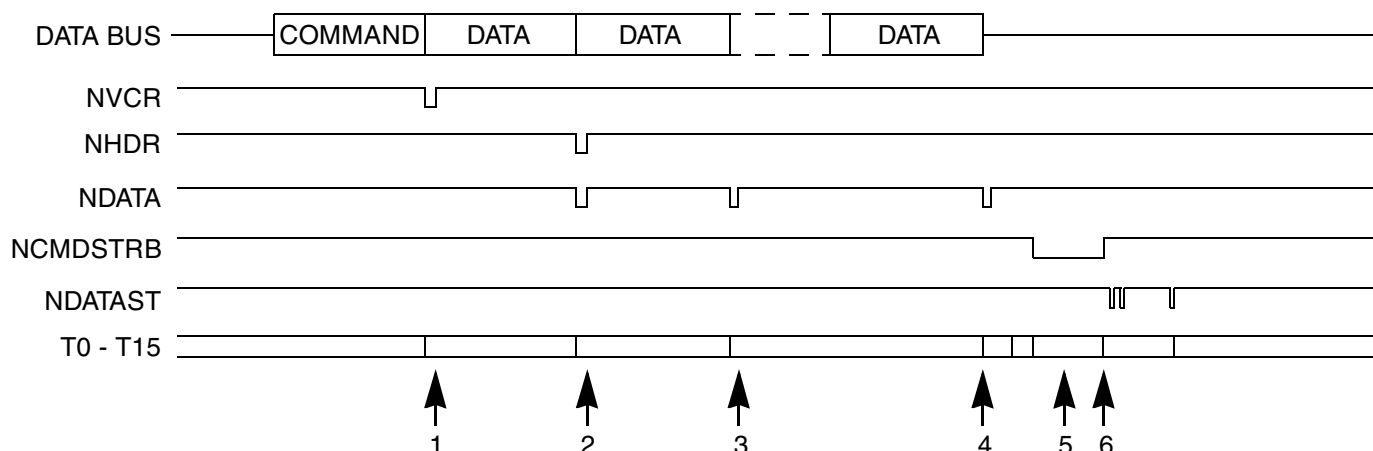 DATA BUS COMMAND DATA DATA DATA
NVCR
NHDR
NDATA
NCMDSTRB
NDATAST
T0 - T15
1 2 3 4 5 6